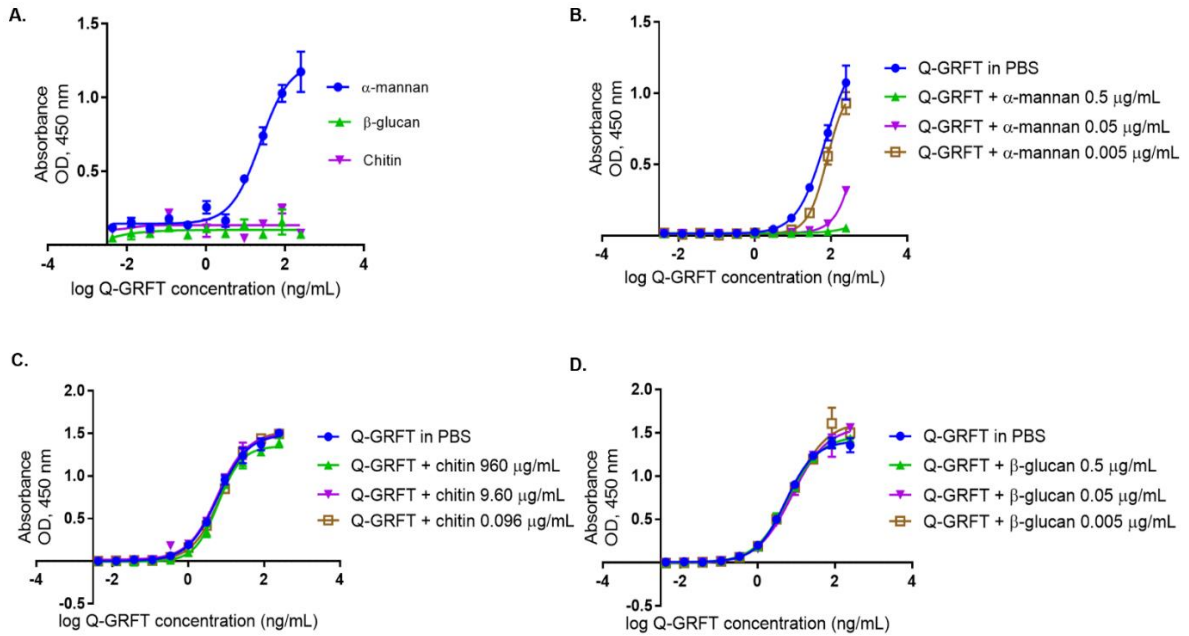 A.
1.5
1.0
0.5
-4
-2
0
2
4
Absorbance
OD, 450 nm
log Q-GRFT concentration (ng/mL)
α-mannan
β-glucan
Chitin
B.
1.5
1.0
0.5
-4
-2
0
2
4
Absorbance
OD, 450 nm
log Q-GRFT concentration (ng/mL)
Q-GRFT in PBS
Q-GRFT + α-mannan 0.5 μg/mL
Q-GRFT + α-mannan 0.05 μg/mL
Q-GRFT + α-mannan 0.005 μg/mL
C.
2.0
1.5
1.0
0.5
-0.5
-4
-2
0
2
4
Absorbance
OD, 450 nm
log Q-GRFT concentration (ng/mL)
Q-GRFT in PBS
Q-GRFT + chitin 960 μg/mL
Q-GRFT + chitin 9.60 μg/mL
Q-GRFT + chitin 0.096 μg/mL
D.
2.0
1.5
1.0
0.5
-0.5
-4
-2
0
2
4
Absorbance
OD, 450 nm
log Q-GRFT concentration (ng/mL)
Q-GRFT in PBS
Q-GRFT + β-glucan 0.5 μg/mL
Q-GRFT + β-glucan 0.05 μg/mL
Q-GRFT + β-glucan 0.005 μg/mL